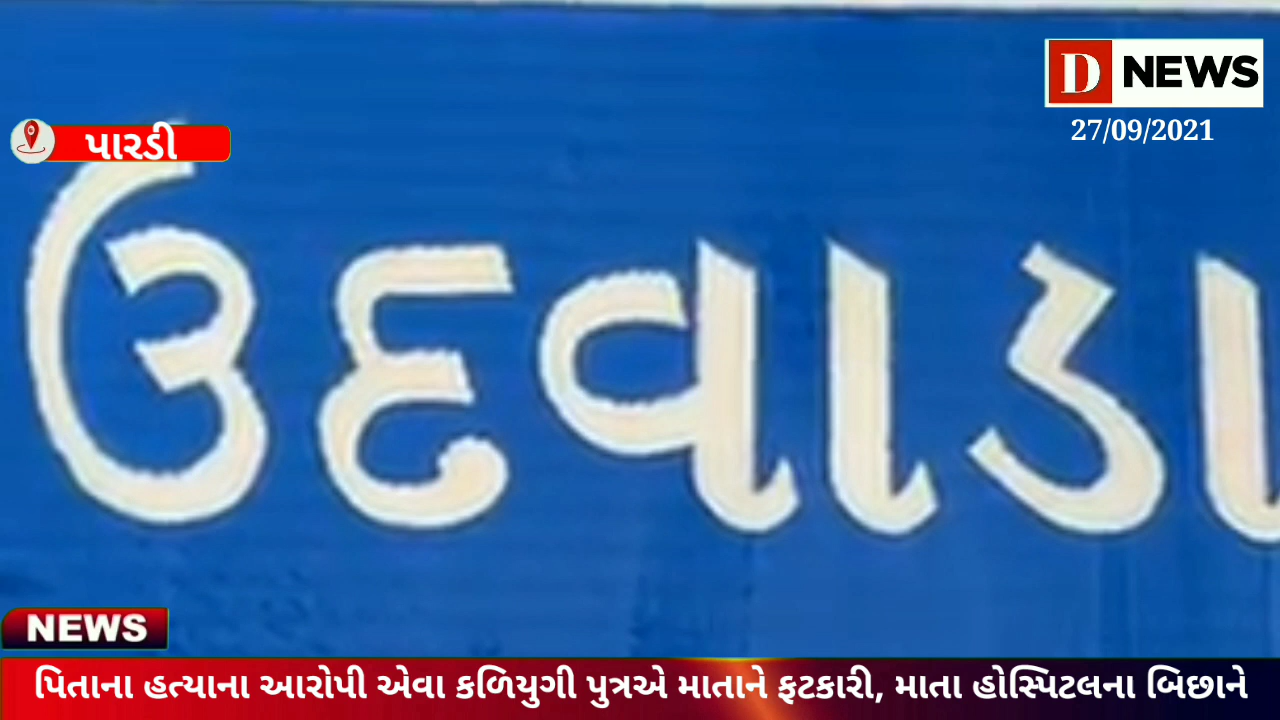 D NEWS
27/09/2021
પારડી
ઉદવાડા
NEWS
પિતાના હત્યાના આરોપી એવા કળિયુગી પુત્રએ માતાને ફટકારી, માતા હોસ્પિટલના બિછાને